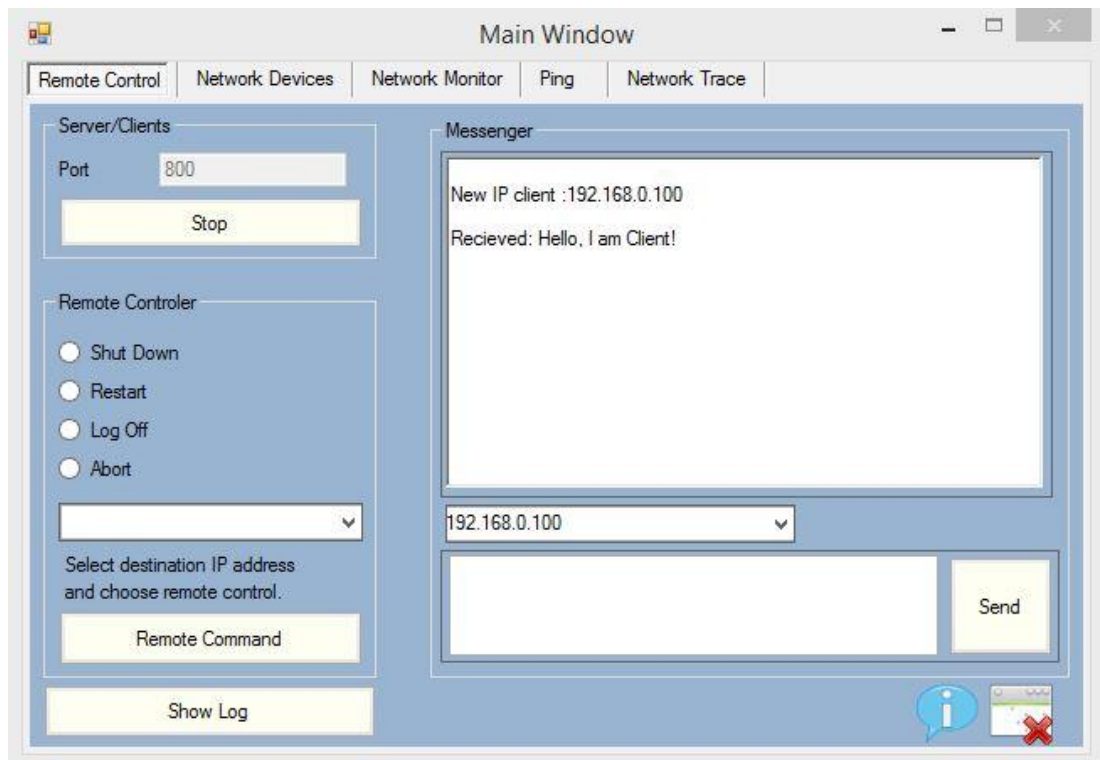 Main Window
Remote Control
Network Devices
Network Monitor
Ping
Network Trace
Server/Clients
Port
800
Stop
Remote Controler
Shut Down
Restart
Log Off
Abort
Select destination IP address
and choose remote control.
Remote Command
Show Log
Messenger
New IP client :192.168.0.100
Recieved: Hello, I am Client!
192.168.0.100
Send